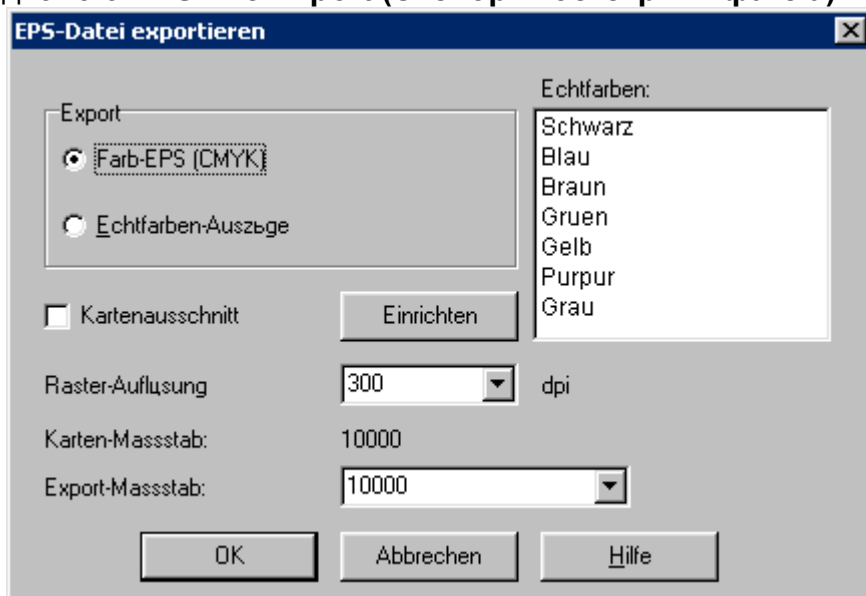 EPS-Datei exportieren
Export
Farb-EPS (CMYK)
Echtfarben-Auszьge
Echtfarben:
Schwarz
Blau
Braun
Gruen
Gelb
Purpur
Grau
Kartenausschnitt
Einrichten
Raster-Auflцsung
300
dpi
Karten-Massstab:
10000
Export-Massstab:
10000
OK
Abbrechen
Hilfe